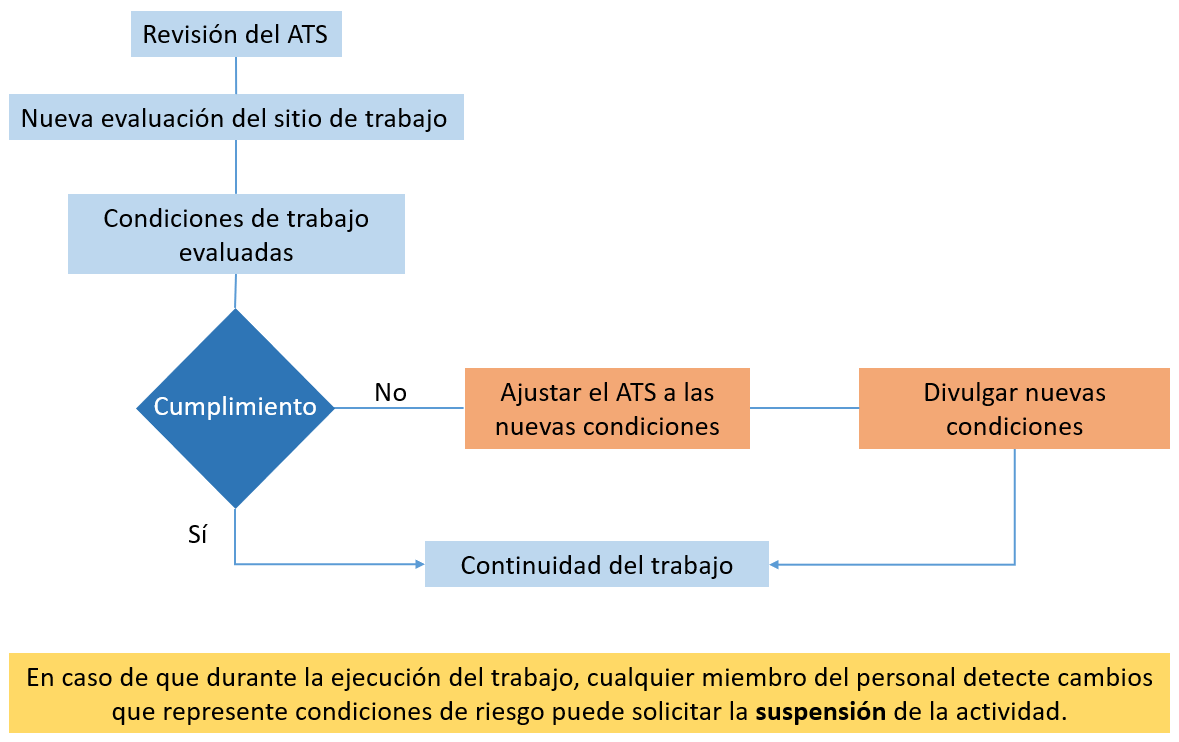 Revisión del ATS
Nueva evaluación del sitio de trabajo
Condiciones de trabajo
evaluadas
Cumplimiento
No
Ajustar el ATS a las
nuevas condiciones
Divulgar nuevas
condiciones
Sí
Continuidad del trabajo
En caso de que durante la ejecución del trabajo, cualquier miembro del personal detecte cambios
que represente condiciones de riesgo puede solicitar la suspensión de la actividad.